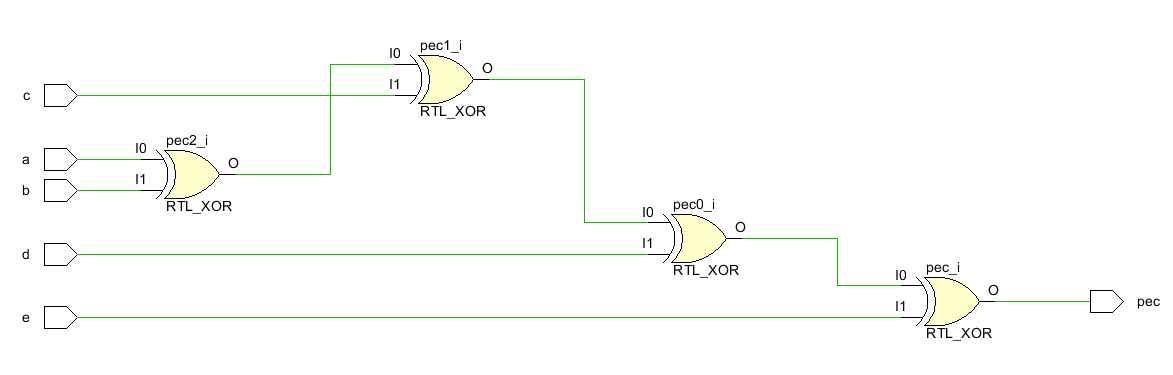 pec1_i
I0
O
I1
c
RTL_XOR
pec2_i
I0
a
O
I1
b
RTL_XOR
pec0_i
I0
O
I1
d
RTL_XOR
pec_i
I0
O
I1
pec
e
RTL_XOR